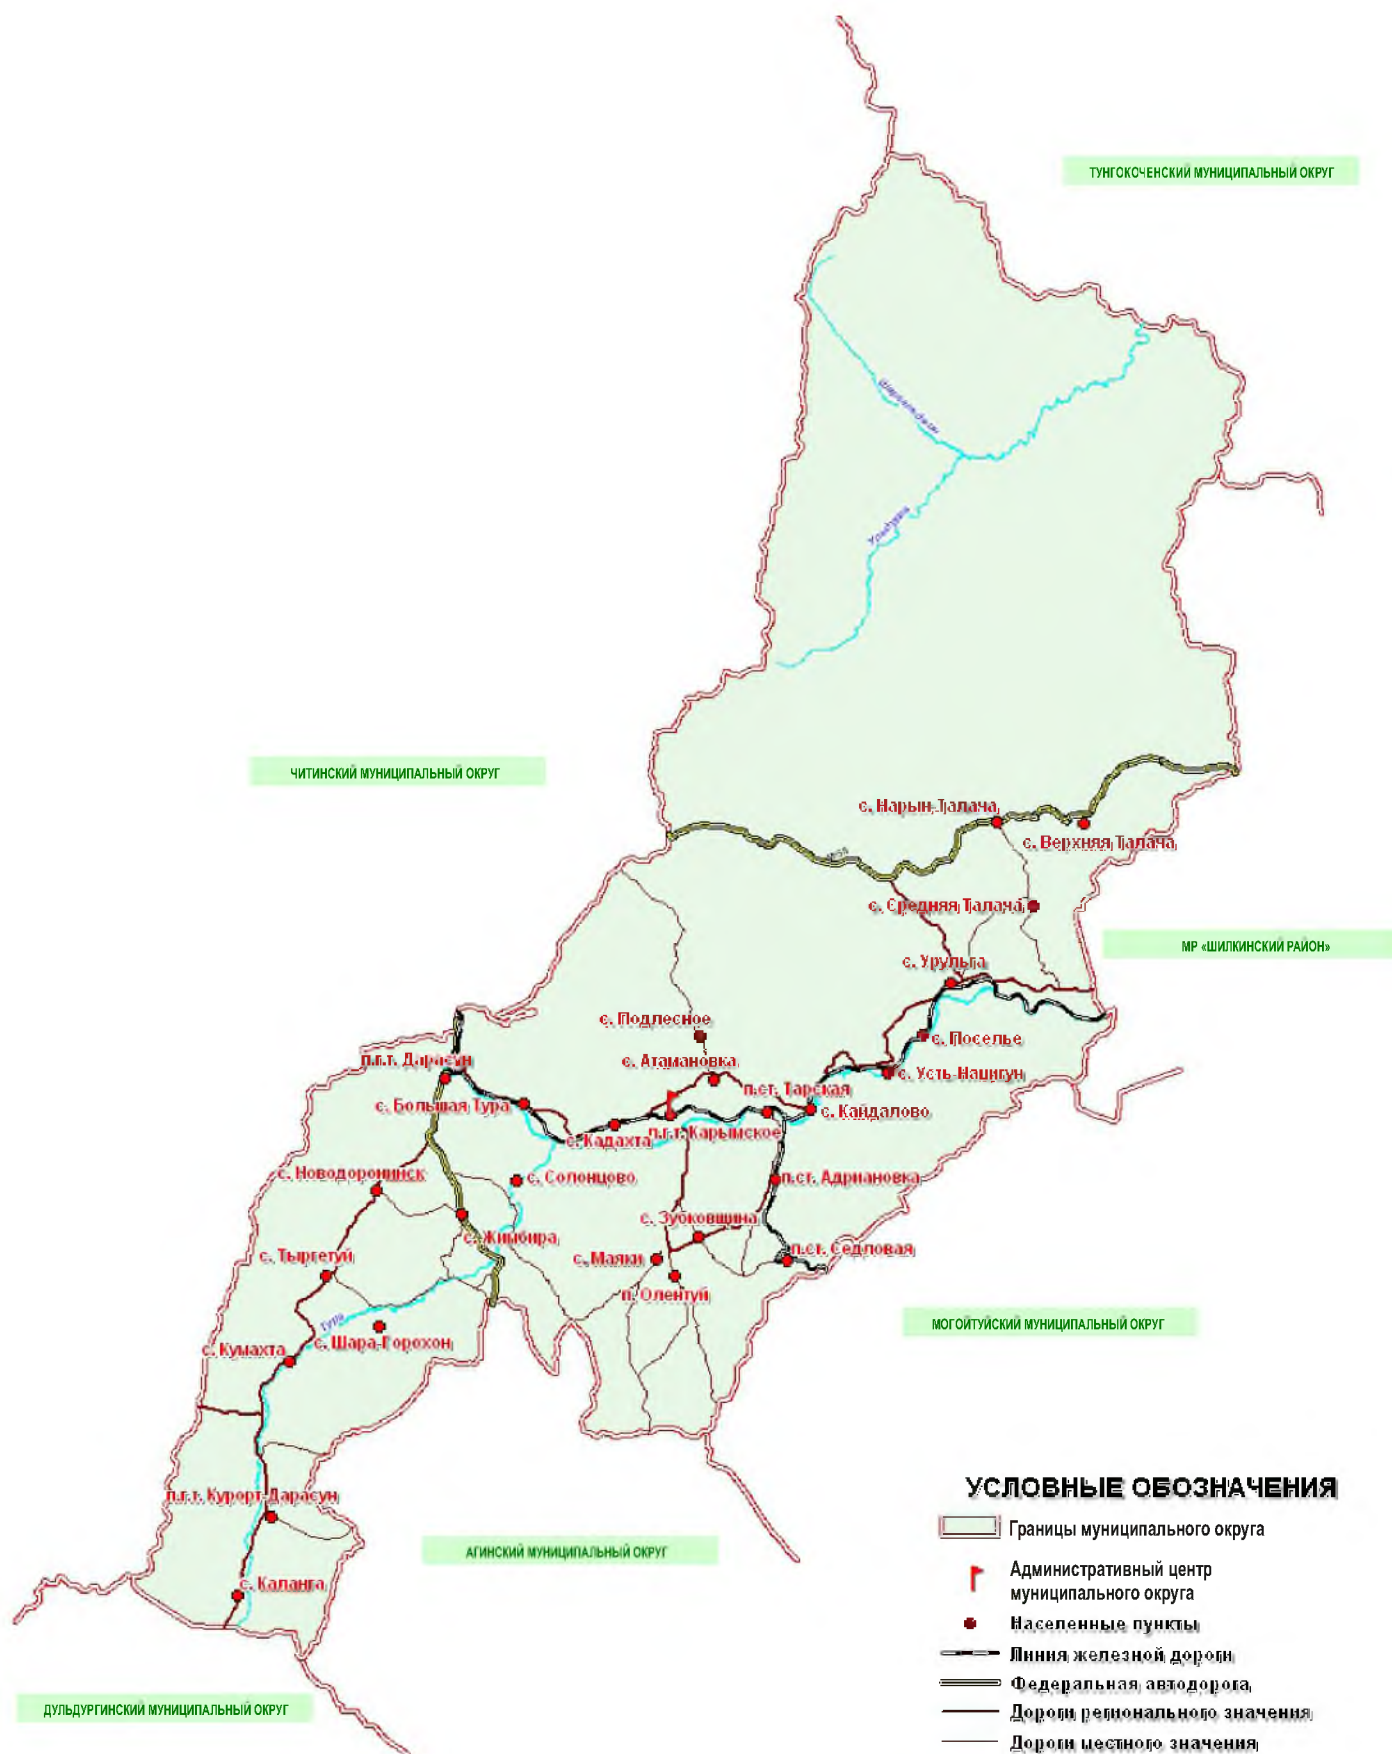 ТУНГОКОЧЕНСКИЙ МУНИЦИПАЛЬНЫЙ ОКРУГ
ЧИТИНСКИЙ МУНИЦИПАЛЬНЫЙ ОКРУГ
с. Нарын-Талача
с. Верхняя Талача
с. Средняя Талача
МР «ШИЛКИНСКИЙ РАЙОН»
с. Урульга
с. Подлесное
с. Поселье
п.г.т. Дарасун
с. Атамановка
с. Усть-Нацигун
п.ст. Тарская
с. Большая Тура
с. Кайдалово
п.г.т. Карымское
с. Кадахта
с. Новодоронинск
с. Солонцово
п.ст. Адриановка
с. Зубковщина
с. Жимбира
с. Тыргетуй
с. Маяки
п.ст. Седловая
п. Олентуй
Тура
МОГОЙТУЙСКИЙ МУНИЦИПАЛЬНЫЙ ОКРУГ
с. Шара-Горохон
с. Кумахта
п.г.т. Курорт-Дарасун
АГИНСКИЙ МУНИЦИПАЛЬНЫЙ ОКРУГ
с. Каланга
ДУЛЬДУРГИНСКИЙ МУНИЦИПАЛЬНЫЙ ОКРУГ
УСЛОВНЫЕ ОБОЗНАЧЕНИЯ
Границы муниципального округа
Административный центр
муниципального округа
Населенные пункты
Линия железной дороги
Федеральная автодорога
Дороги регионального значения
Дороги местного значения